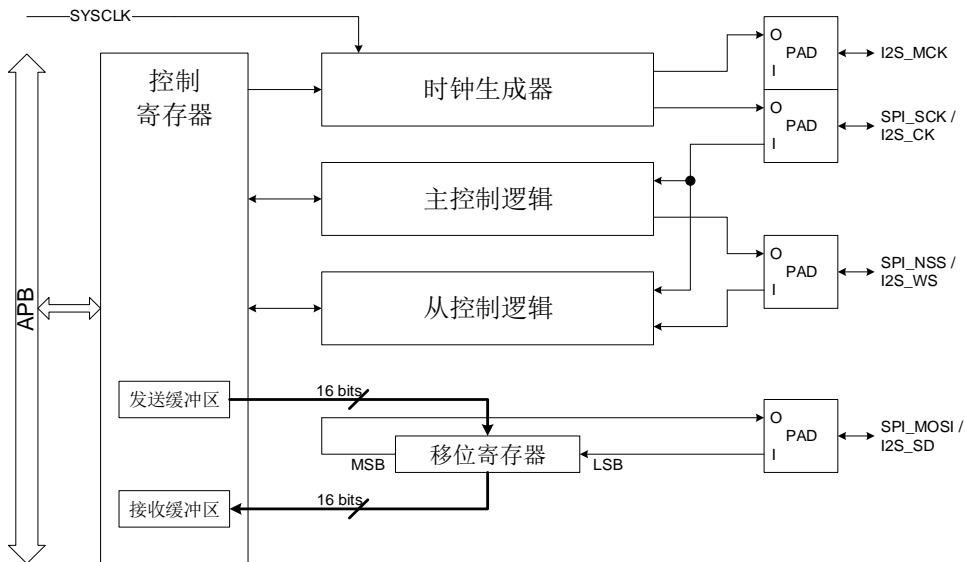 SYSCLK
控制
寄存器
时钟生成器
O
PAD
I
I2S_MCK
O
PAD
I
SPI_SCK /
I2S_CK
主控制逻辑
O
PAD
I
SPI_NSS /
I2S_WS
从控制逻辑
APB
发送缓冲区
16 bits
MSB
移位寄存器
LSB
O
PAD
I
SPI_MOSI /
I2S_SD
接收缓冲区
16 bits